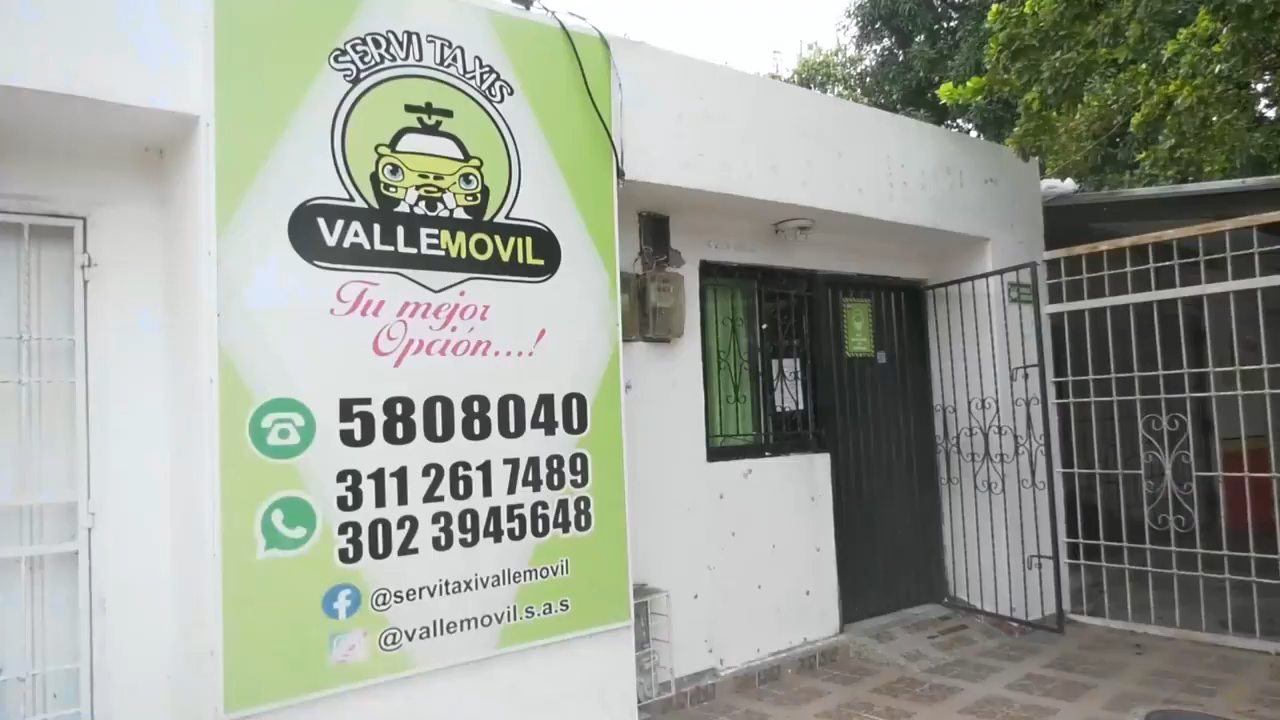 SERVI TAXIS
VALLEMOVIL
Tu mejor
Opción...!
5808040
311 261 7489
302 3945648
@servitaxivallemovil
@vallemovil.s.a.s